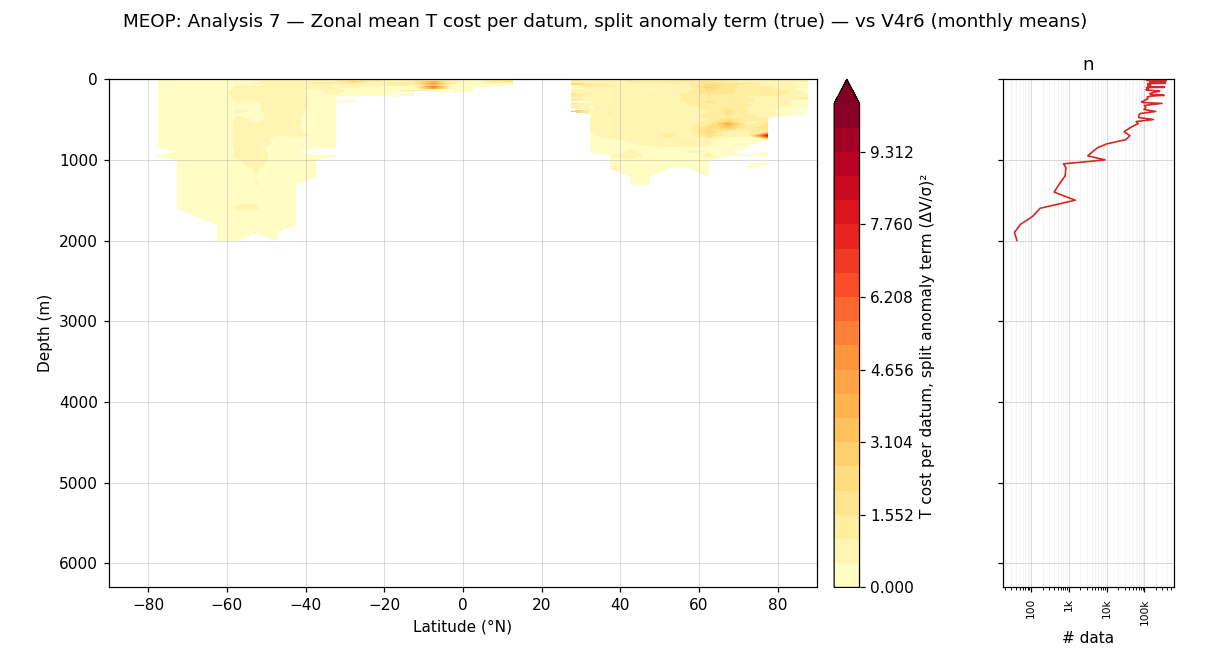 MEOP: Analysis 7 — Zonal mean T cost per datum, split anomaly term (true) — vs V4r6 (monthly means)
n
0
1000
2000
3000
4000
5000
6000
Depth (m)
−80
−60
−40
−20
0
20
40
60
80
Latitude (°N)
9.312
7.760
6.208
4.656
3.104
1.552
0.000
T cost per datum, split anomaly term (ΔV/σ)²
100
1k
10k
100k
# data